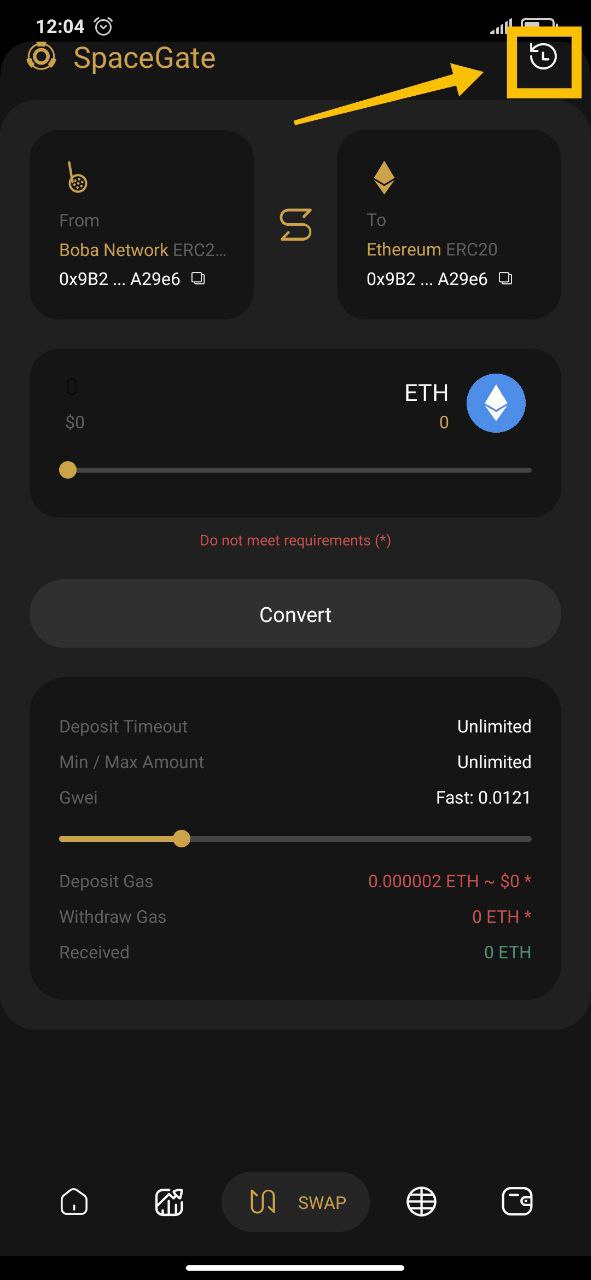 12:04
SpaceGate
From
Boba Network ERC2...
0x9B2 ... A29e6
To
Ethereum ERC20
0x9B2 ... A29e6
0
$0
ETH
0
Do not meet requirements (*)
Convert
Deposit Timeout Unlimited
Min / Max Amount Unlimited
Gwei Fast: 0.0121
Deposit Gas 0.000002 ETH ~ $0 *
Withdraw Gas 0 ETH *
Received 0 ETH
SWAP